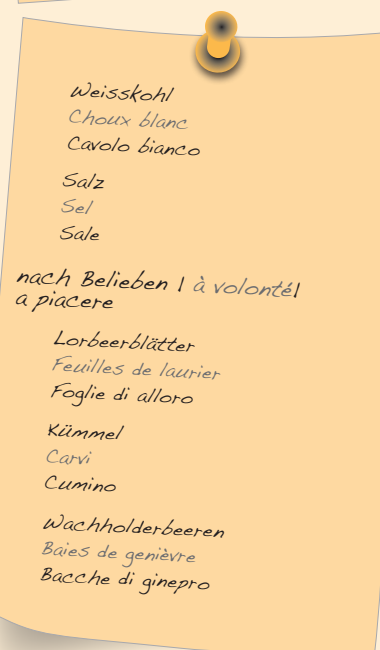 Weisskohl
Choux blanc
Cavolo bianco
Salz
Sel
Sale
nach Belieben | à volonté|
a piacere
Lorbeerblätter
Feuilles de laurier
Foglie di alloro
Kümmel
Carvi
Cumino
Wachholderbeeren
Baies de genièvre
Bacche di ginepro